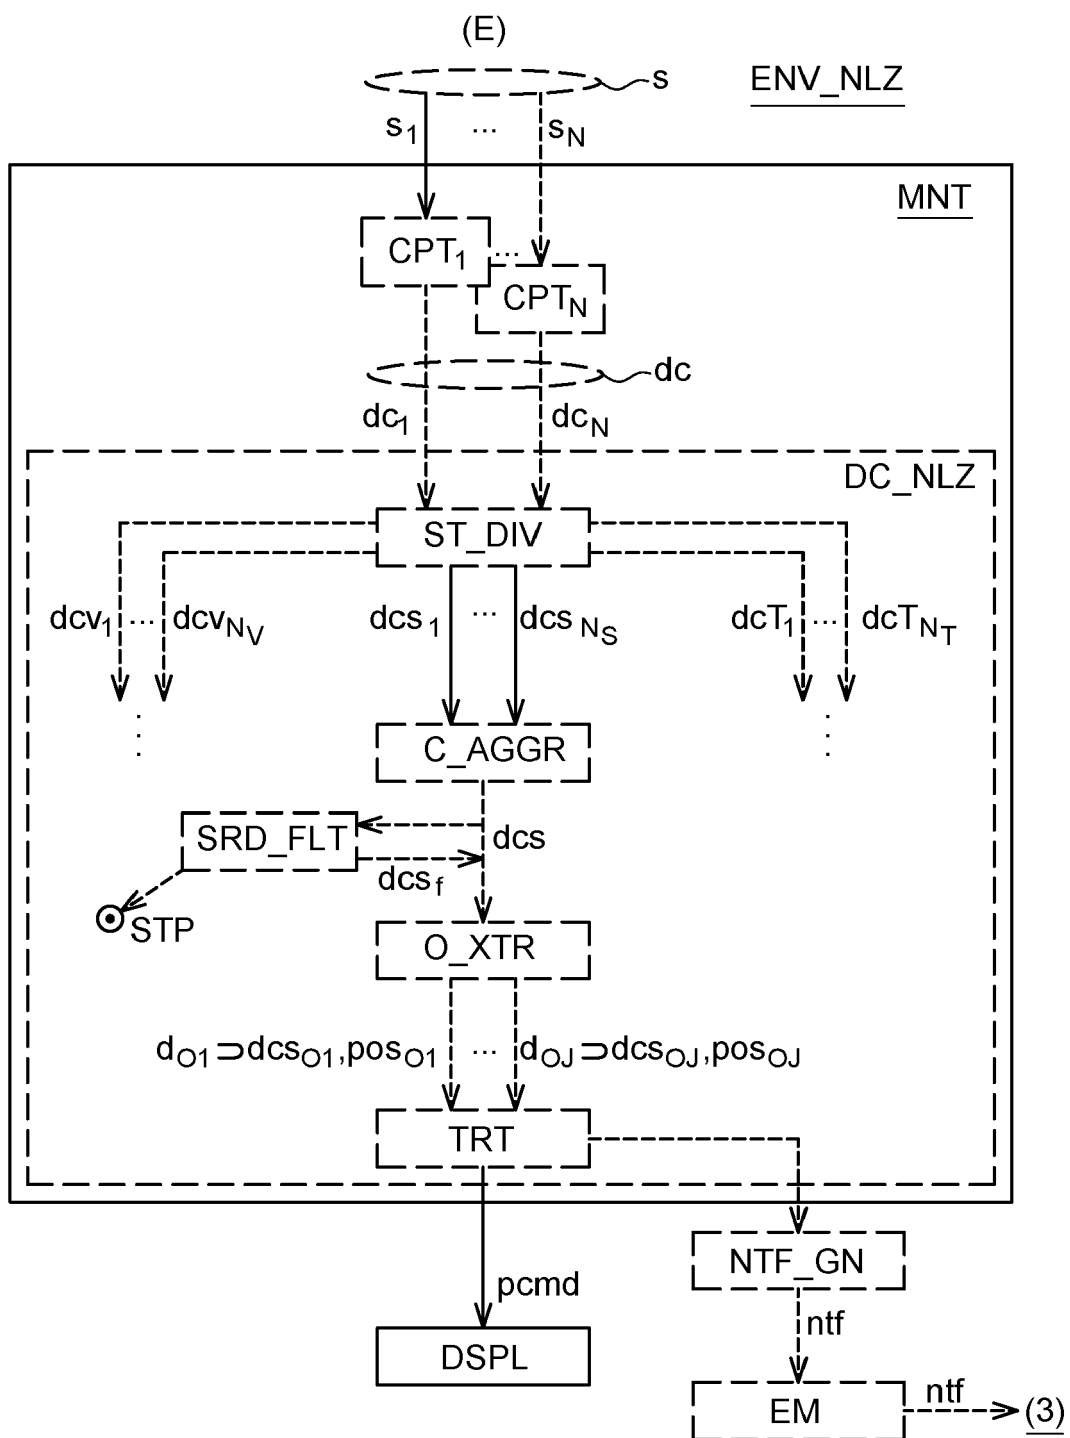 (E)
s
ENV_NLZ
s1 ... sN
MNT
CPT1 ...
CPTN
dc
dc1 dcN
DC_NLZ
ST_DIV
dcv1 ... dcvNV dcs1 ... dcsNS dcT1 ... dcTNT
C_AGGR
SRD_FLT
dcs
dcsf
STP
O_XTR
dO1⊃dcsO1,posO1 ... dOJ⊃dcsOJ,posOJ
TRT
NTF_GN
pcmd
ntf
DSPL
ntf
EM
(3)